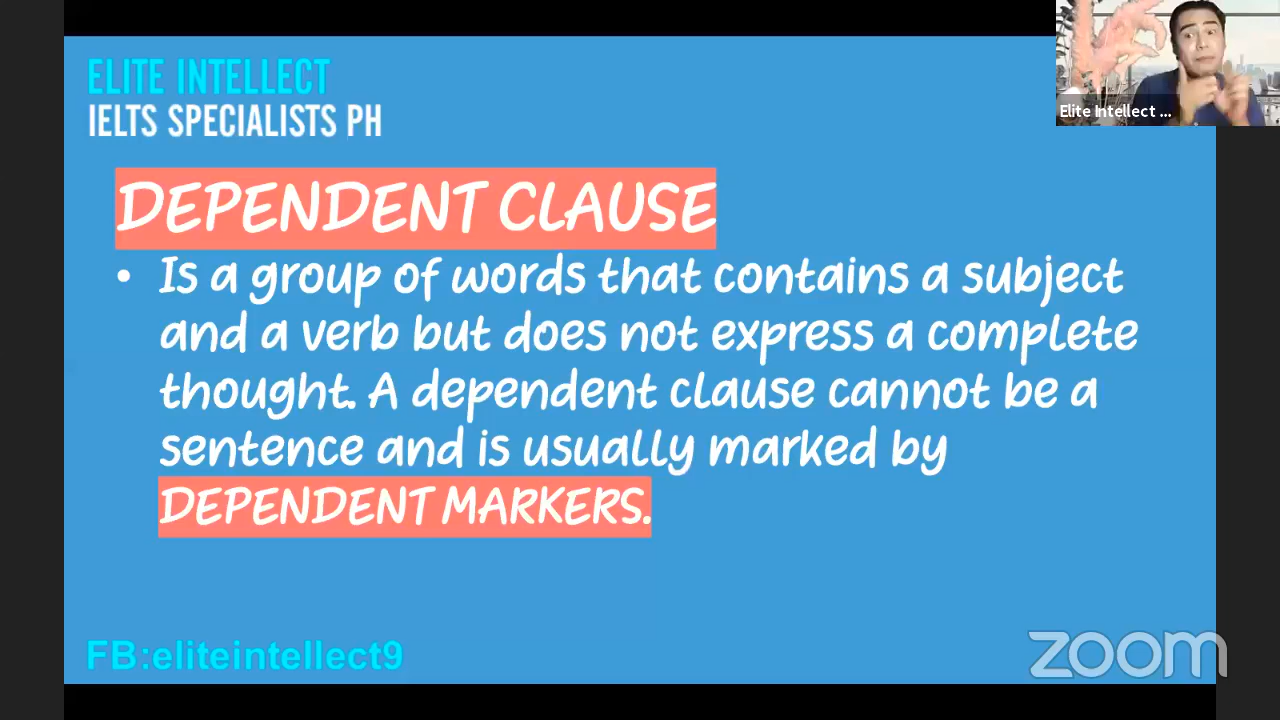 ELITE INTELLECT
IELTS SPECIALISTS PH
Elite Intellect ...
DEPENDENT CLAUSE
• Is a group of words that contains a subject
and a verb but does not express a complete
thought. A dependent clause cannot be a
sentence and is usually marked by
DEPENDENT MARKERS.
FB:eliteintellect9
zoom